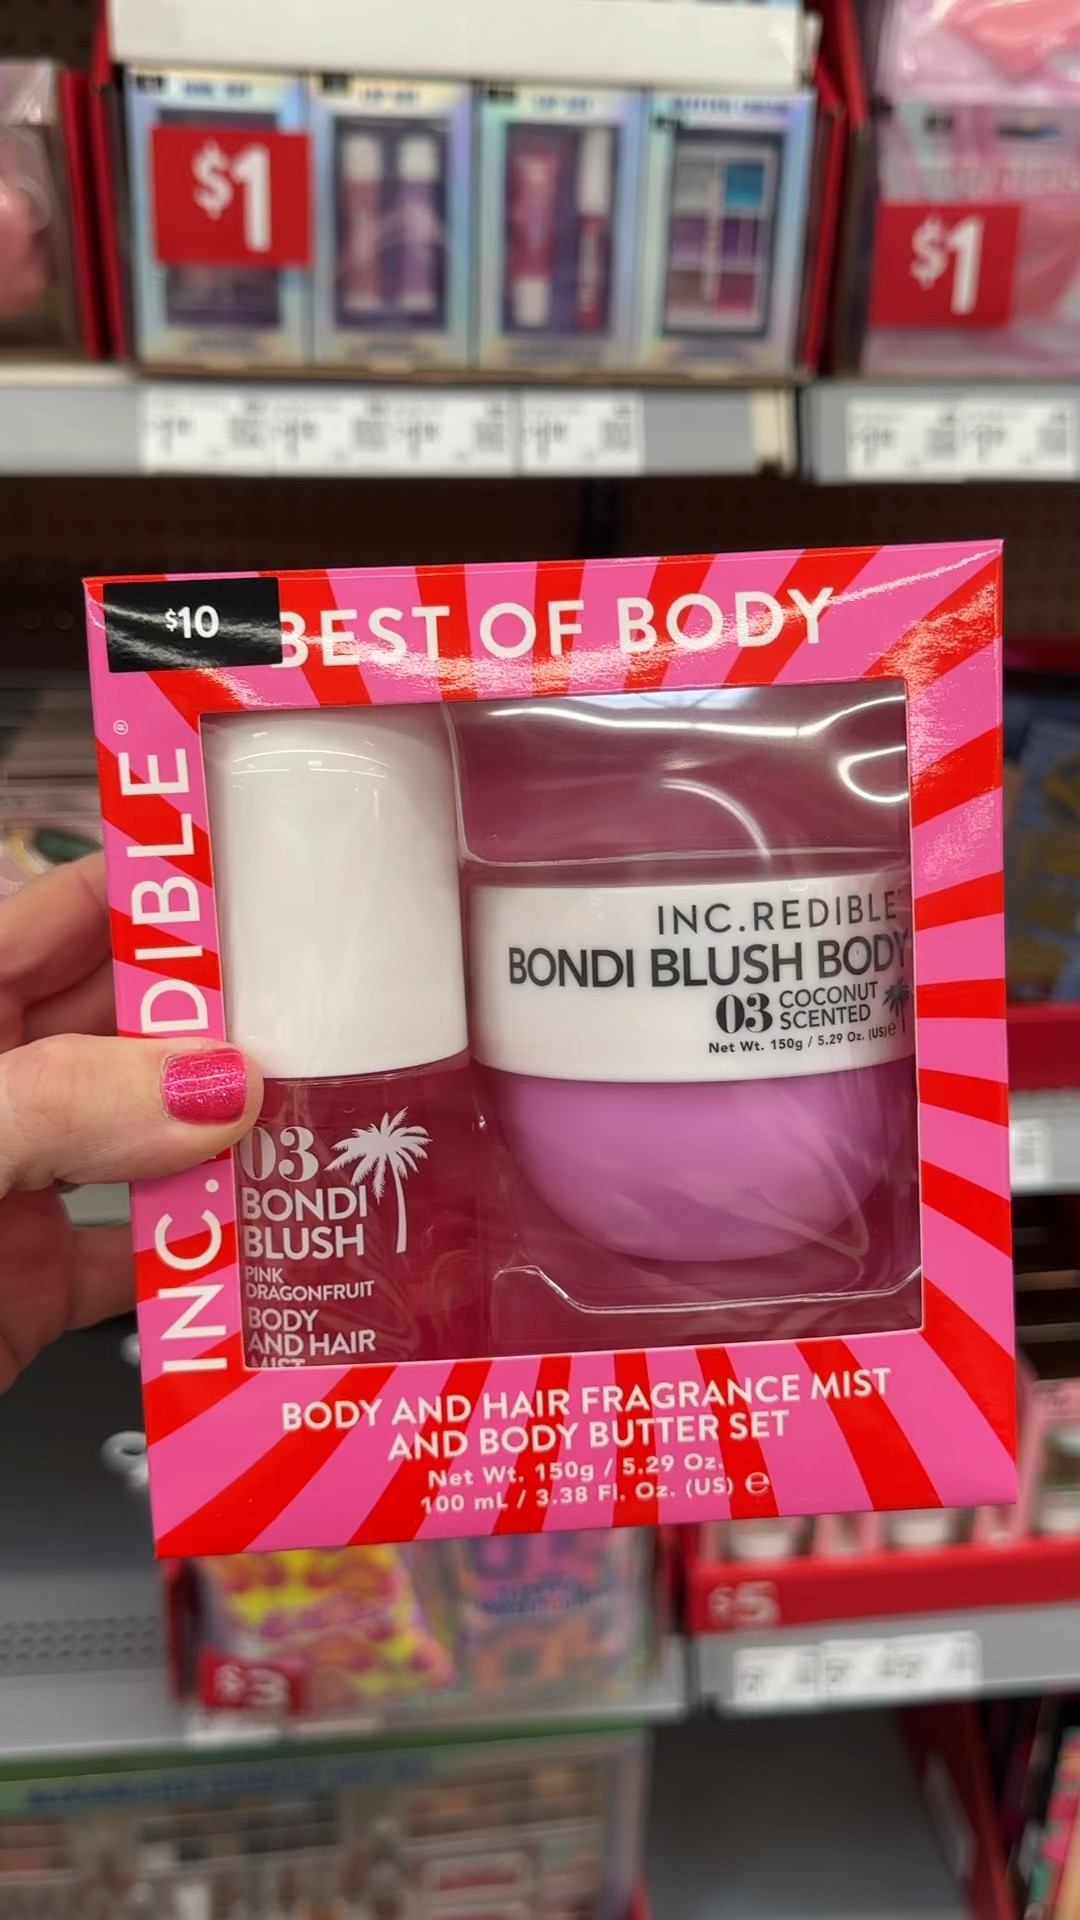 $1
$1
$10
BEST OF BODY
INC.REDIBLE®
INC.REDIBLE
BONDI BLUSH BODY
03 COCONUT
SCENTED
Net Wt. 150g / 5.29 Oz. (US) ℮
03
BONDI
BLUSH
PINK
DRAGONFRUIT
BODY
AND HAIR
MIST
BODY AND HAIR FRAGRANCE MIST
AND BODY BUTTER SET
Net Wt. 150g / 5.29 Oz.
100 mL / 3.38 Fl. Oz. (US) ℮
$5
$3